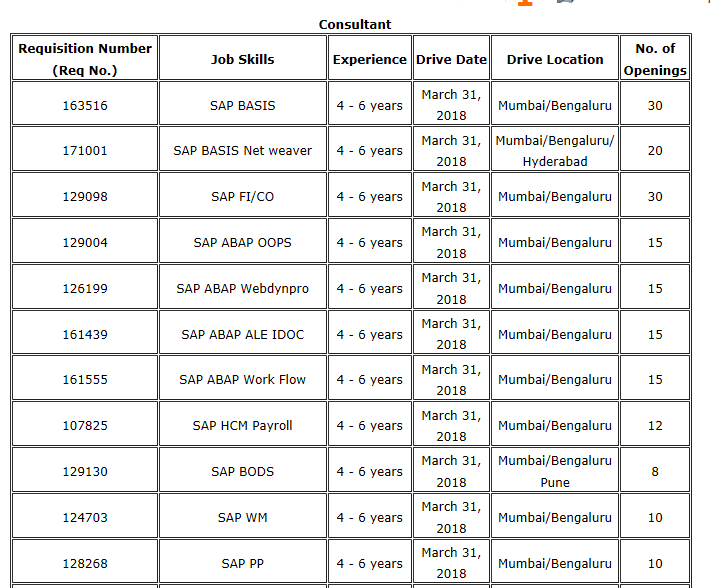 Consultant
Requisition Number (Req No.) Job Skills Experience Drive Date Drive Location No. of Openings
163516 SAP BASIS 4 - 6 years March 31, 2018 Mumbai/Bengaluru 30
171001 SAP BASIS Net weaver 4 - 6 years March 31, 2018 Mumbai/Bengaluru/ Hyderabad 20
129098 SAP FI/CO 4 - 6 years March 31, 2018 Mumbai/Bengaluru 30
129004 SAP ABAP OOPS 4 - 6 years March 31, 2018 Mumbai/Bengaluru 15
126199 SAP ABAP Webdynpro 4 - 6 years March 31, 2018 Mumbai/Bengaluru 15
161439 SAP ABAP ALE IDOC 4 - 6 years March 31, 2018 Mumbai/Bengaluru 15
161555 SAP ABAP Work Flow 4 - 6 years March 31, 2018 Mumbai/Bengaluru 15
107825 SAP HCM Payroll 4 - 6 years March 31, 2018 Mumbai/Bengaluru 12
129130 SAP BODS 4 - 6 years March 31, 2018 Mumbai/Bengaluru Pune 8
124703 SAP WM 4 - 6 years March 31, 2018 Mumbai/Bengaluru 10
128268 SAP PP 4 - 6 years March 31, 2018 Mumbai/Bengaluru 10